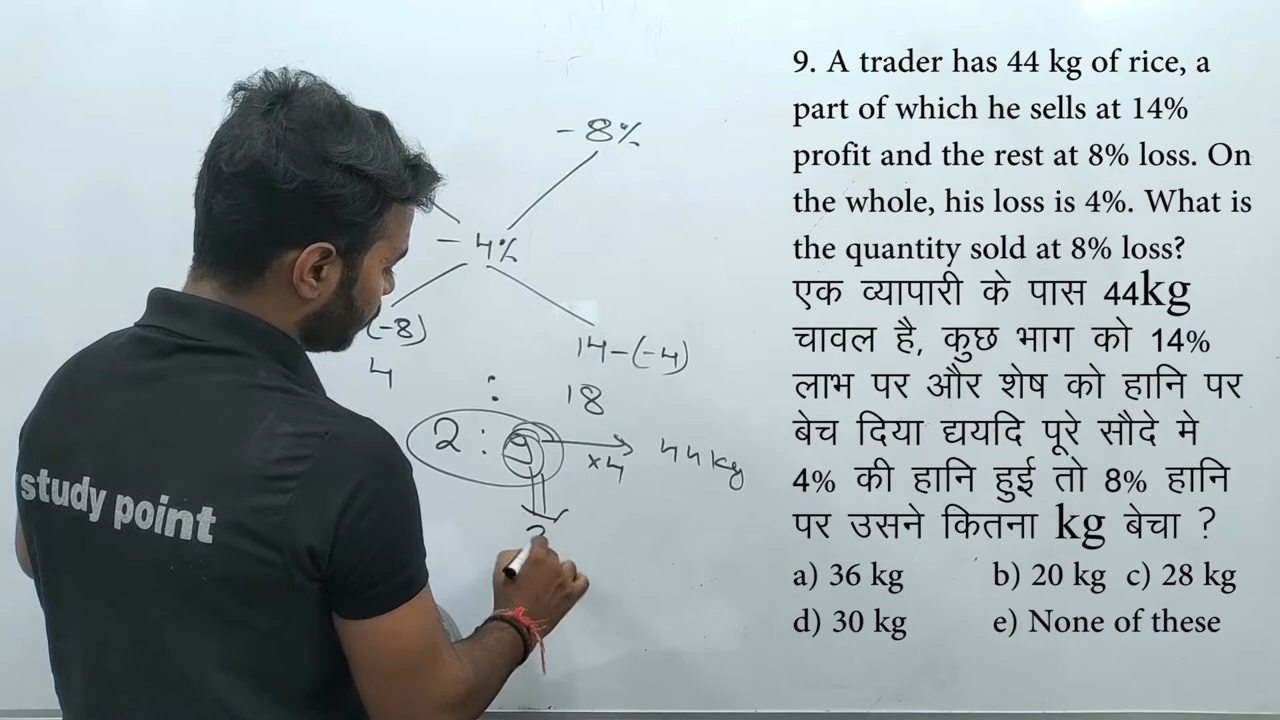 - 8%
- 4%
(-8)
14-(-4)
4
:
18
2 : 9
×4
44 kg
study point
9. A trader has 44 kg of rice, a
part of which he sells at 14%
profit and the rest at 8% loss. On
the whole, his loss is 4%. What is
the quantity sold at 8% loss?
एक व्यापारी के पास 44kg
चावल है, कुछ भाग को 14%
लाभ पर और शेष को हानि पर
बेच दिया द्ययदि पूरे सौदे मे
4% की हानि हुई तो 8% हानि
पर उसने कितना kg बेचा ?
a) 36 kg b) 20 kg c) 28 kg
d) 30 kg e) None of these